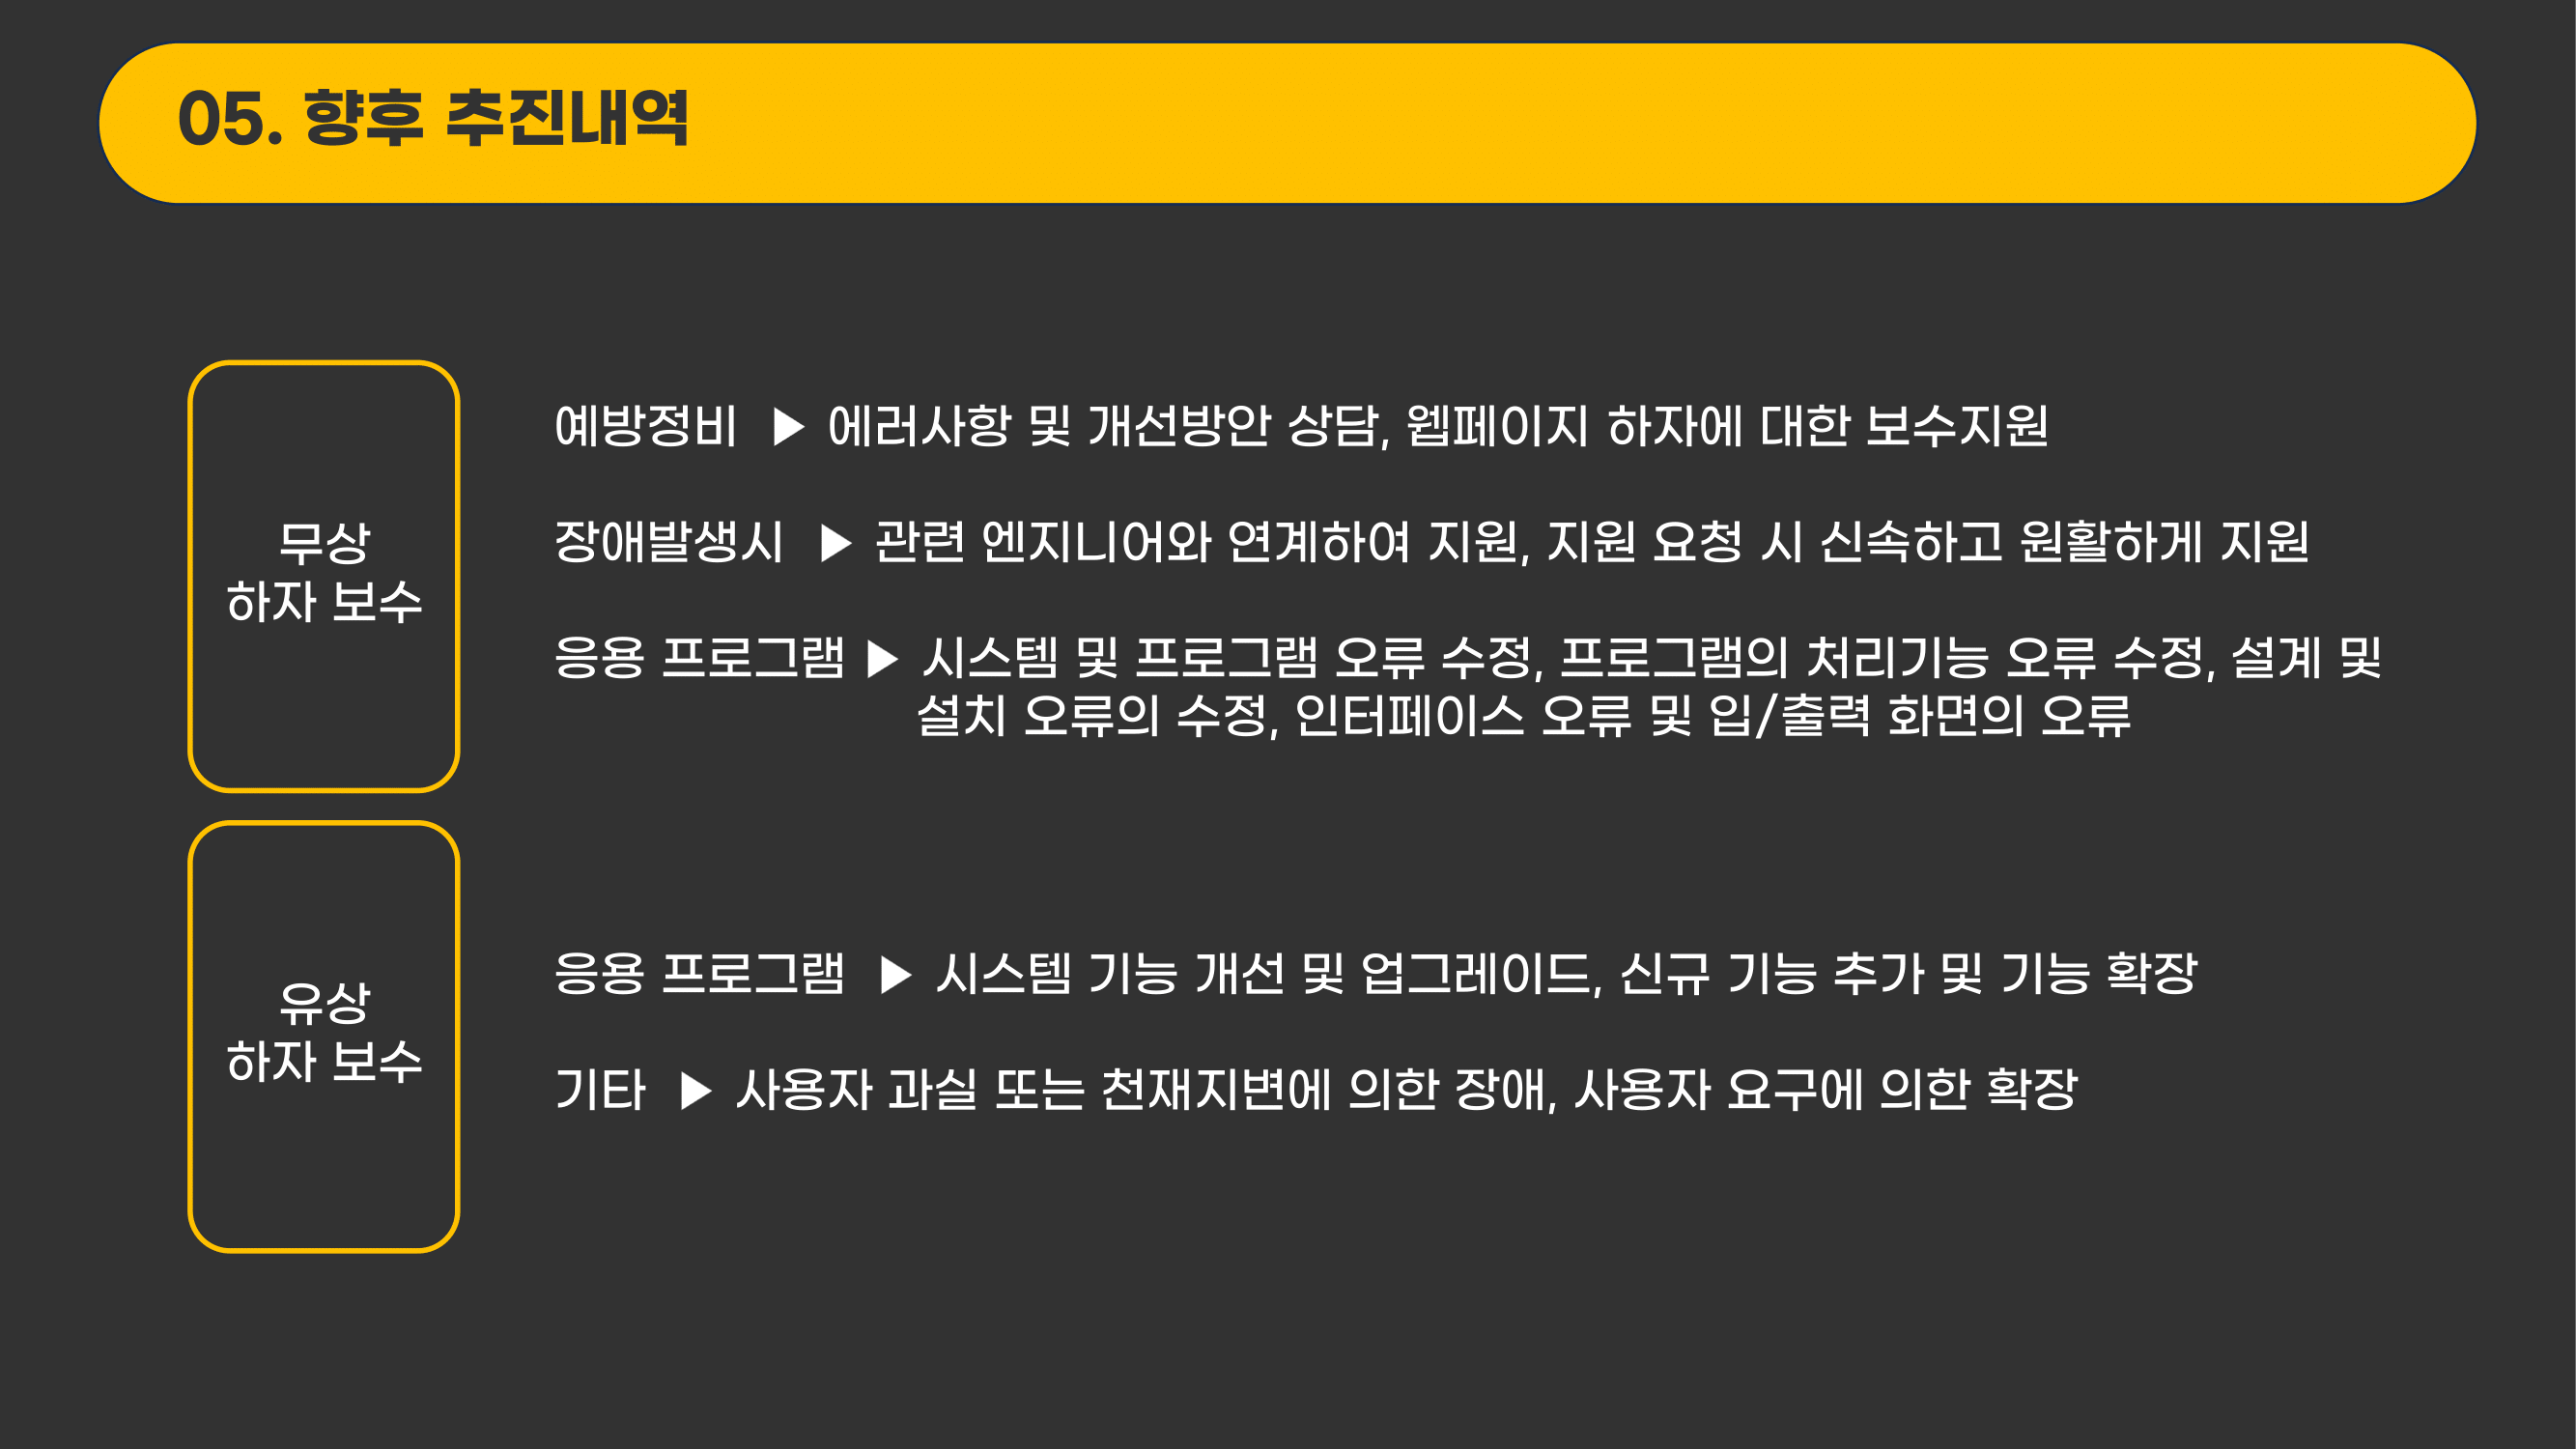 05. 향후 추진내역
무상
하자 보수
예방정비 ▶ 에러사항 및 개선방안 상담, 웹페이지 하자에 대한 보수지원
장애발생시 ▶ 관련 엔지니어와 연계하여 지원, 지원 요청 시 신속하고 원활하게 지원
응용 프로그램 ▶ 시스템 및 프로그램 오류 수정, 프로그램의 처리기능 오류 수정, 설계 및
설치 오류의 수정, 인터페이스 오류 및 입/출력 화면의 오류
유상
하자 보수
응용 프로그램 ▶ 시스템 기능 개선 및 업그레이드, 신규 기능 추가 및 기능 확장
기타 ▶ 사용자 과실 또는 천재지변에 의한 장애, 사용자 요구에 의한 확장